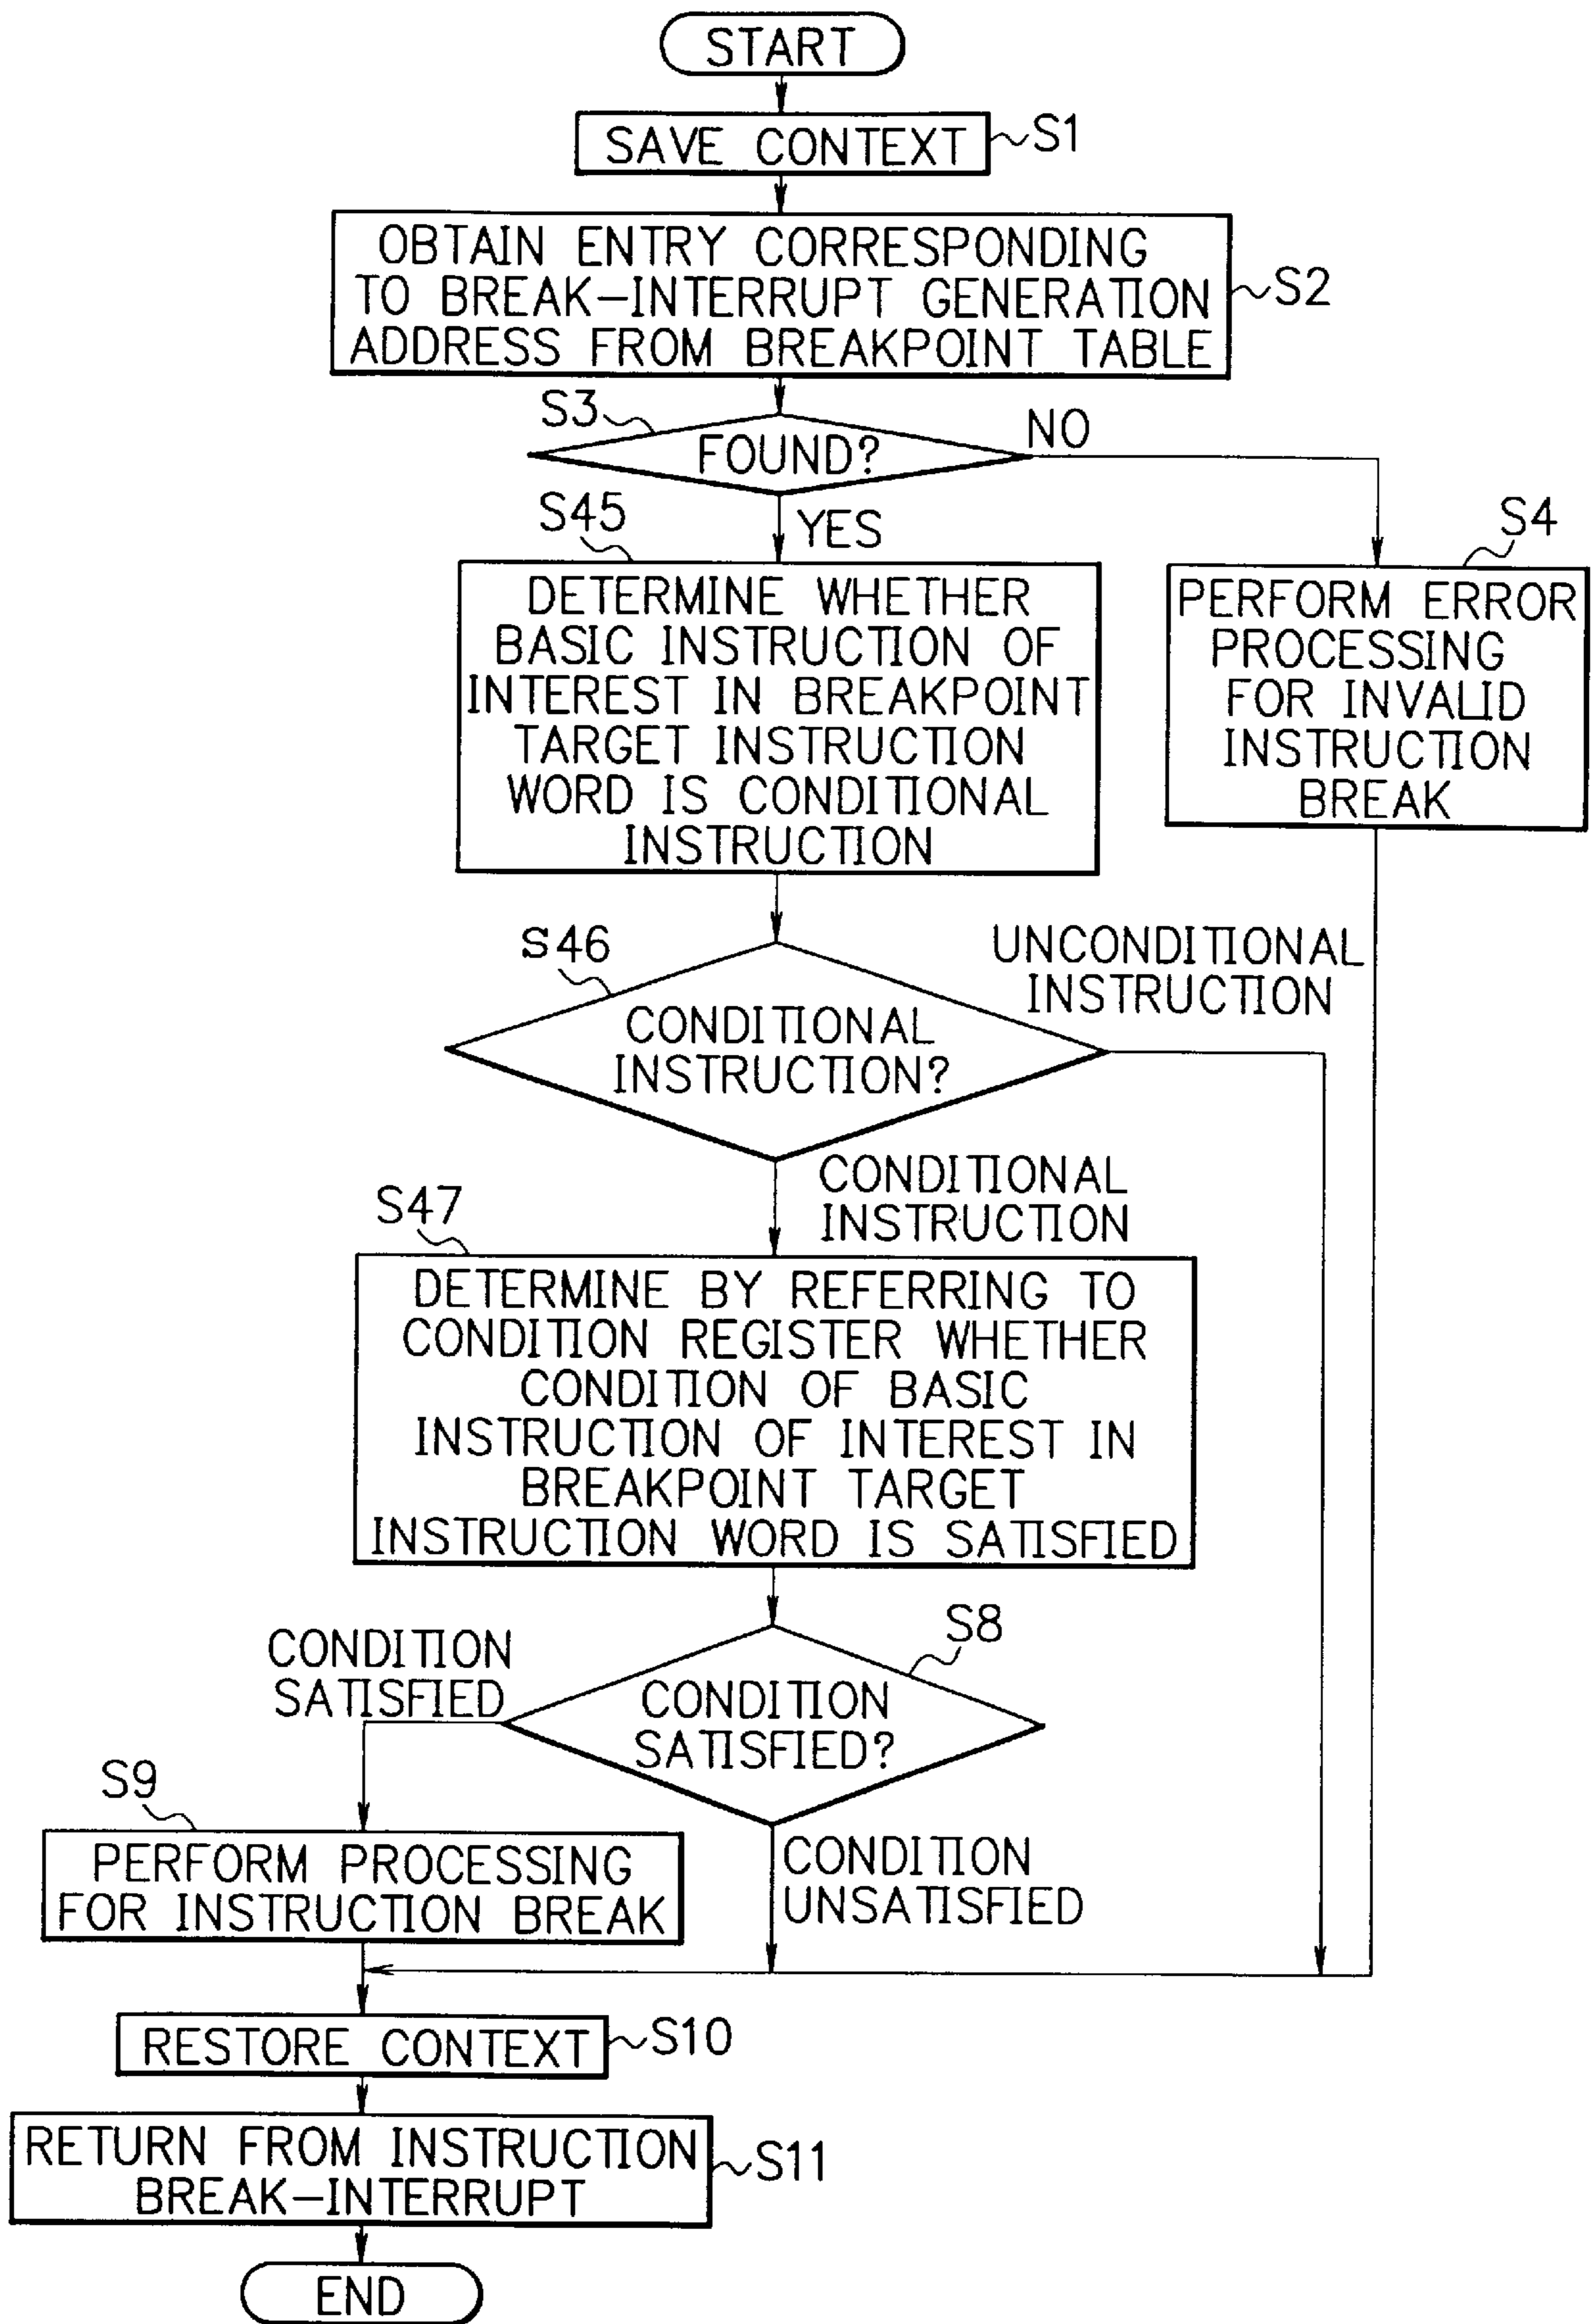 START
SAVE CONTEXT
S1
OBTAIN ENTRY CORRESPONDING
TO BREAK-INTERRUPT GENERATION
ADDRESS FROM BREAKPOINT TABLE
S2
S3
FOUND?
NO
YES
S45
DETERMINE WHETHER
BASIC INSTRUCTION OF
INTEREST IN BREAKPOINT
TARGET INSTRUCTION
WORD IS CONDITIONAL
INSTRUCTION
S4
PERFORM ERROR
PROCESSING
FOR INVALID
INSTRUCTION
BREAK
S46
CONDITIONAL
INSTRUCTION?
UNCONDITIONAL
INSTRUCTION
CONDITIONAL
INSTRUCTION
S47
DETERMINE BY REFERRING TO
CONDITION REGISTER WHETHER
CONDITION OF BASIC
INSTRUCTION OF INTEREST IN
BREAKPOINT TARGET
INSTRUCTION WORD IS SATISFIED
S8
CONDITION
SATISFIED?
CONDITION
SATISFIED
S9
PERFORM PROCESSING
FOR INSTRUCTION BREAK
CONDITION
UNSATISFIED
RESTORE CONTEXT
S10
RETURN FROM INSTRUCTION
BREAK-INTERRUPT
S11
END